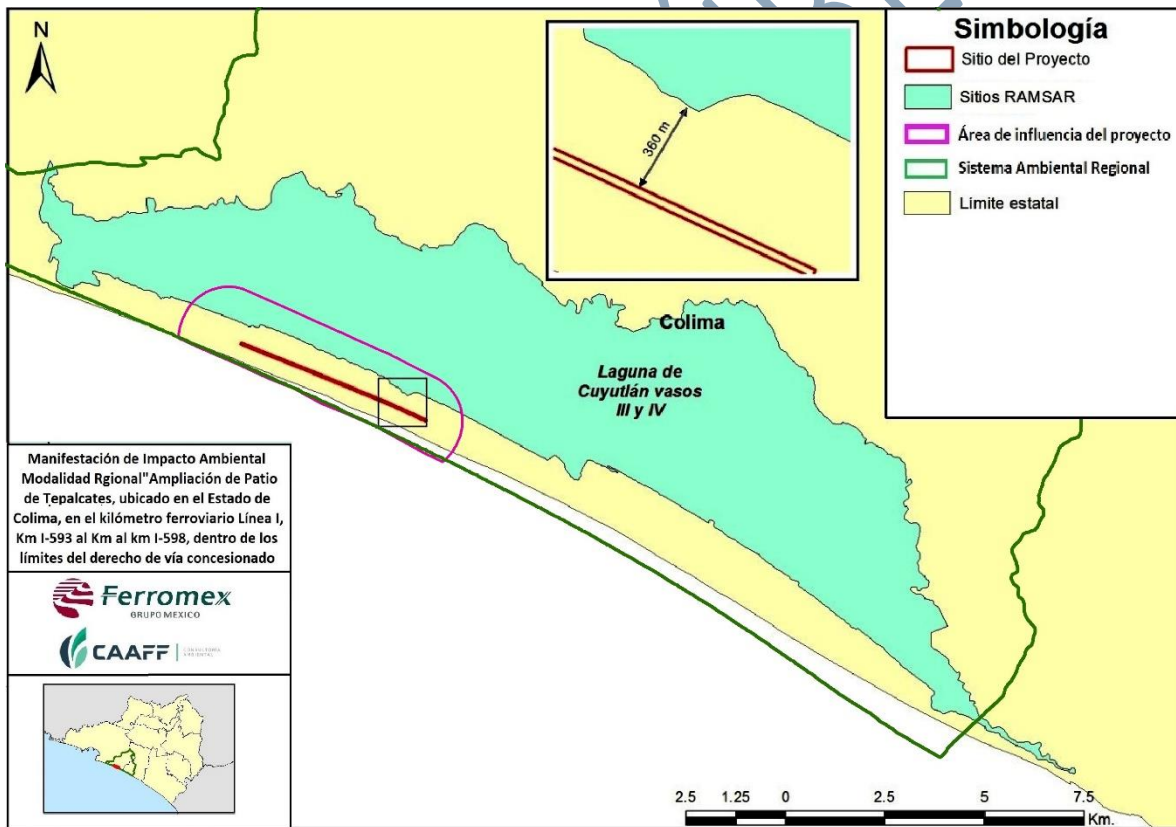 N
360 m
Simbología
Sitio del Proyecto
Sitios RAMSAR
Área de influencia del proyecto
Sistema Ambiental Regional
Limite estatal
Colima
Laguna de
Cuyutlán vasos
III y IV
Manifestación de Impacto Ambiental
Modalidad Rgional"Ampliación de Patio
de Tepalcates, ubicado en el Estado de
Colima, en el kilómetro ferroviario Línea I,
Km I-593 al Km al km I-598, dentro de los
límites del derecho de vía concesionado
Ferromex
GRUPO MEXICO
CAAFF
CONSULTORIA
AMBIENTAL
2.5 1.25 0 2.5 5 7.5
Km.